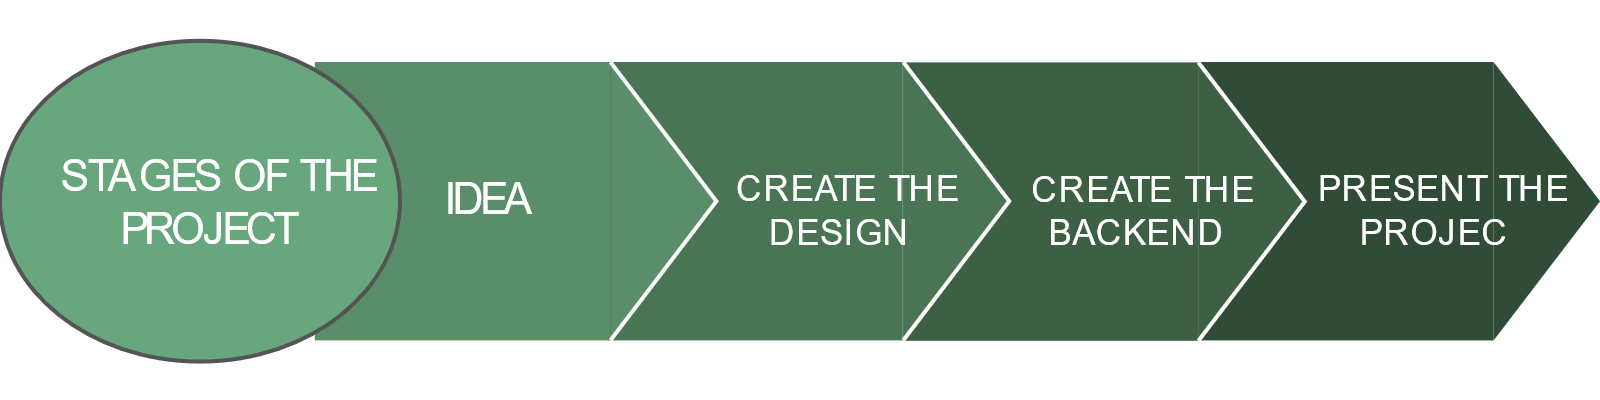 STAGES OF THE
PROJECT
IDEA
CREATE THE
DESIGN
CREATE THE
BACKEND
PRESENT THE
PROJEC